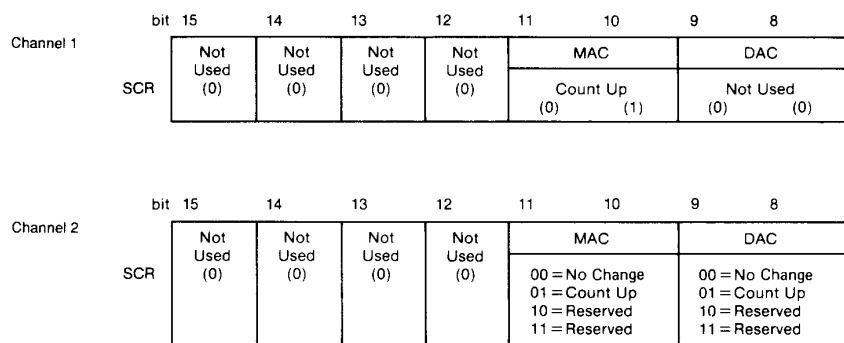 bit 15 14 13 12 11 10 9 8
Channel 1
Not Used (0) Not Used (0) Not Used (0) Not Used (0) MAC DAC
SCR
Count Up Not Used
(0) (1) (0) (0)
bit 15 14 13 12 11 10 9 8
Channel 2
Not Used (0) Not Used (0) Not Used (0) Not Used (0) MAC DAC
SCR
00 = No Change 00 = No Change
01 = Count Up 01 = Count Up
10 = Reserved 10 = Reserved
11 = Reserved 11 = Reserved